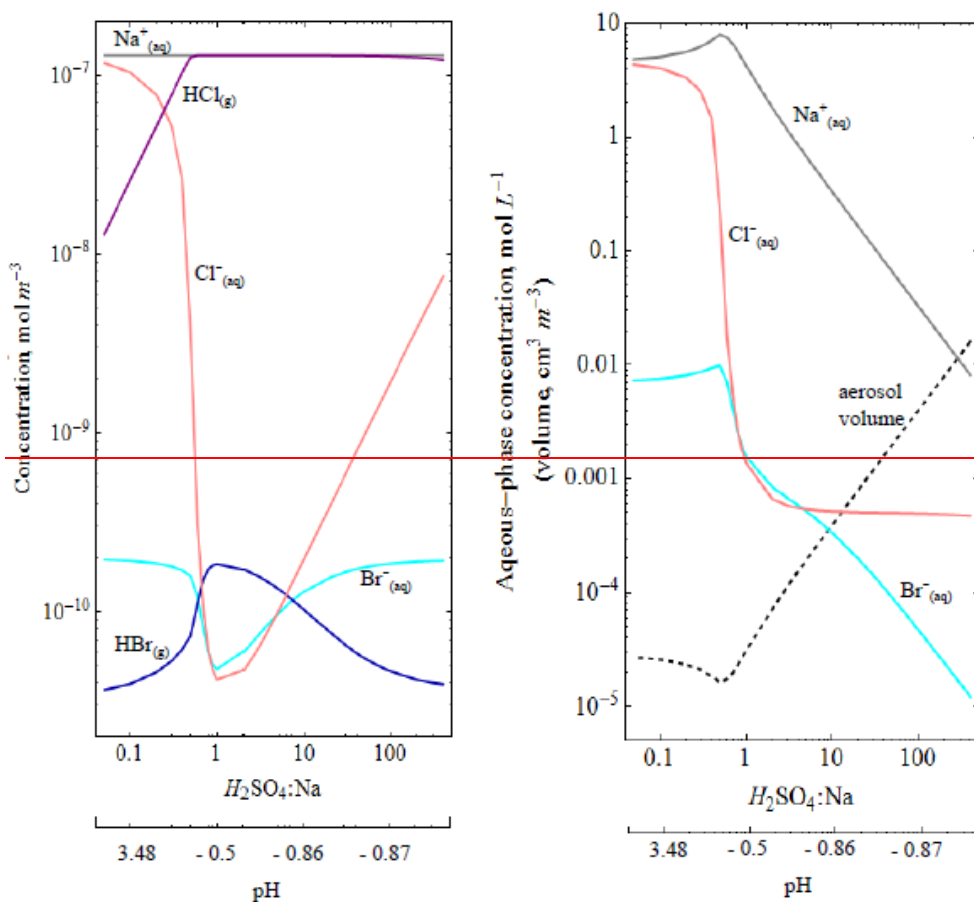 Na⁺(aq)
10⁻⁷
HCl(g)
10⁻⁸
Cl⁻(aq)
10⁻⁹
10⁻¹⁰
Br⁻(aq)
HBr(g)
Concentration, mol m⁻³
0.1 1 10 100
H₂SO₄:Na
3.48 - 0.5 - 0.86 - 0.87
pH
10
1
Na⁺(aq)
0.1
Cl⁻(aq)
0.01
aerosol
volume
0.001
10⁻⁴
Br⁻(aq)
10⁻⁵
Aqeous–phase concentration, mol L⁻¹
(volume, cm³ m⁻³)
0.1 1 10 100
H₂SO₄:Na
3.48 - 0.5 - 0.86 - 0.87
pH